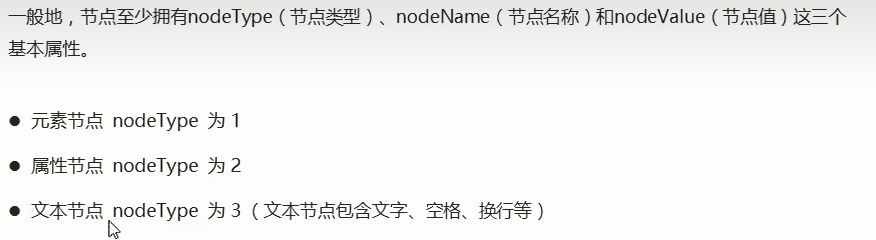 一般地，节点至少拥有nodeType（节点类型）、nodeName（节点名称）和nodeValue（节点值）这三个
基本属性。
● 元素节点 nodeType 为 1
● 属性节点 nodeType 为 2
● 文本节点 nodeType 为 3（文本节点包含文字、空格、换行等）